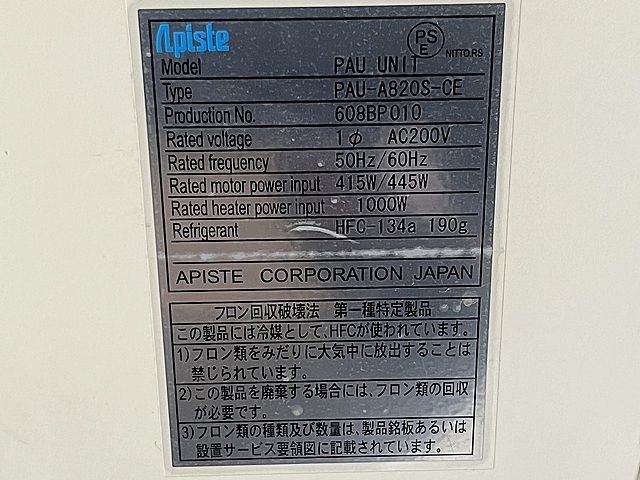 Apiste
PS
E
NITTO.RS
Model PAU UNIT
Type PAU-A820S-CE
Production No. 608BP010
Rated voltage 1φ AC200V
Rated frequency 50Hz/60Hz
Rated motor power input 415W/445W
Rated heater power input 1000W
Refrigerant HFC-134a 190g
APISTE CORPORATION JAPAN
フロン回収破壊法 第一種特定製品
この製品には冷媒として、HFCが使われています。
1)フロン類をみだりに大気中に放出することは
禁じられています。
2)この製品を廃棄する場合には、フロン類の回収
が必要です。
3)フロン類の種類及び数量は、製品銘板あるいは
設置サービス要領図に記載されています。